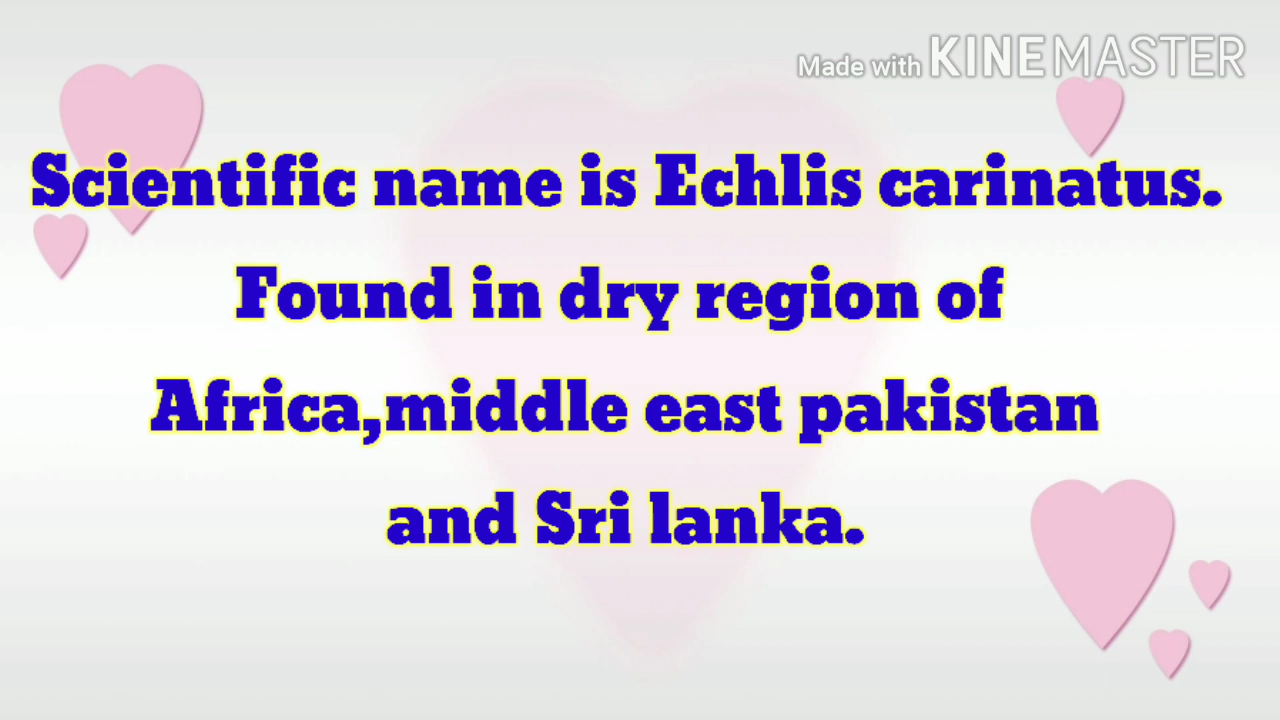 Made with KINEMASTER
Scientific name is Echlis carinatus.
Found in dry region of
Africa,middle east pakistan
and Sri lanka.